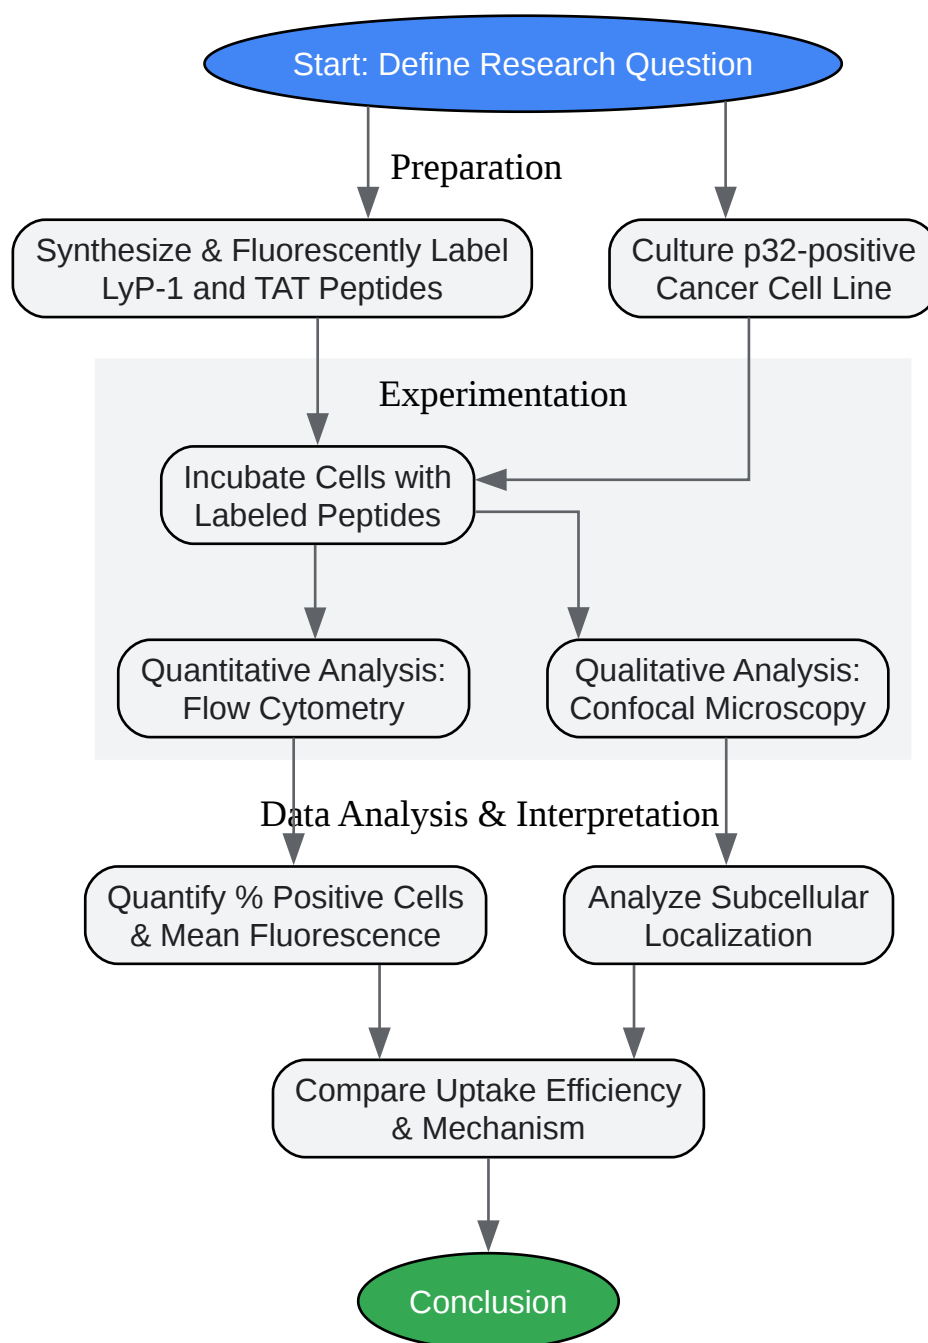 Start: Define Research Question
Preparation
Synthesize & Fluorescently Label
LyP-1 and TAT Peptides
Culture p32-positive
Cancer Cell Line
Experimentation
Incubate Cells with
Labeled Peptides
Quantitative Analysis:
Flow Cytometry
Qualitative Analysis:
Confocal Microscopy
Data Analysis & Interpretation
Quantify % Positive Cells
& Mean Fluorescence
Analyze Subcellular
Localization
Compare Uptake Efficiency
& Mechanism
Conclusion